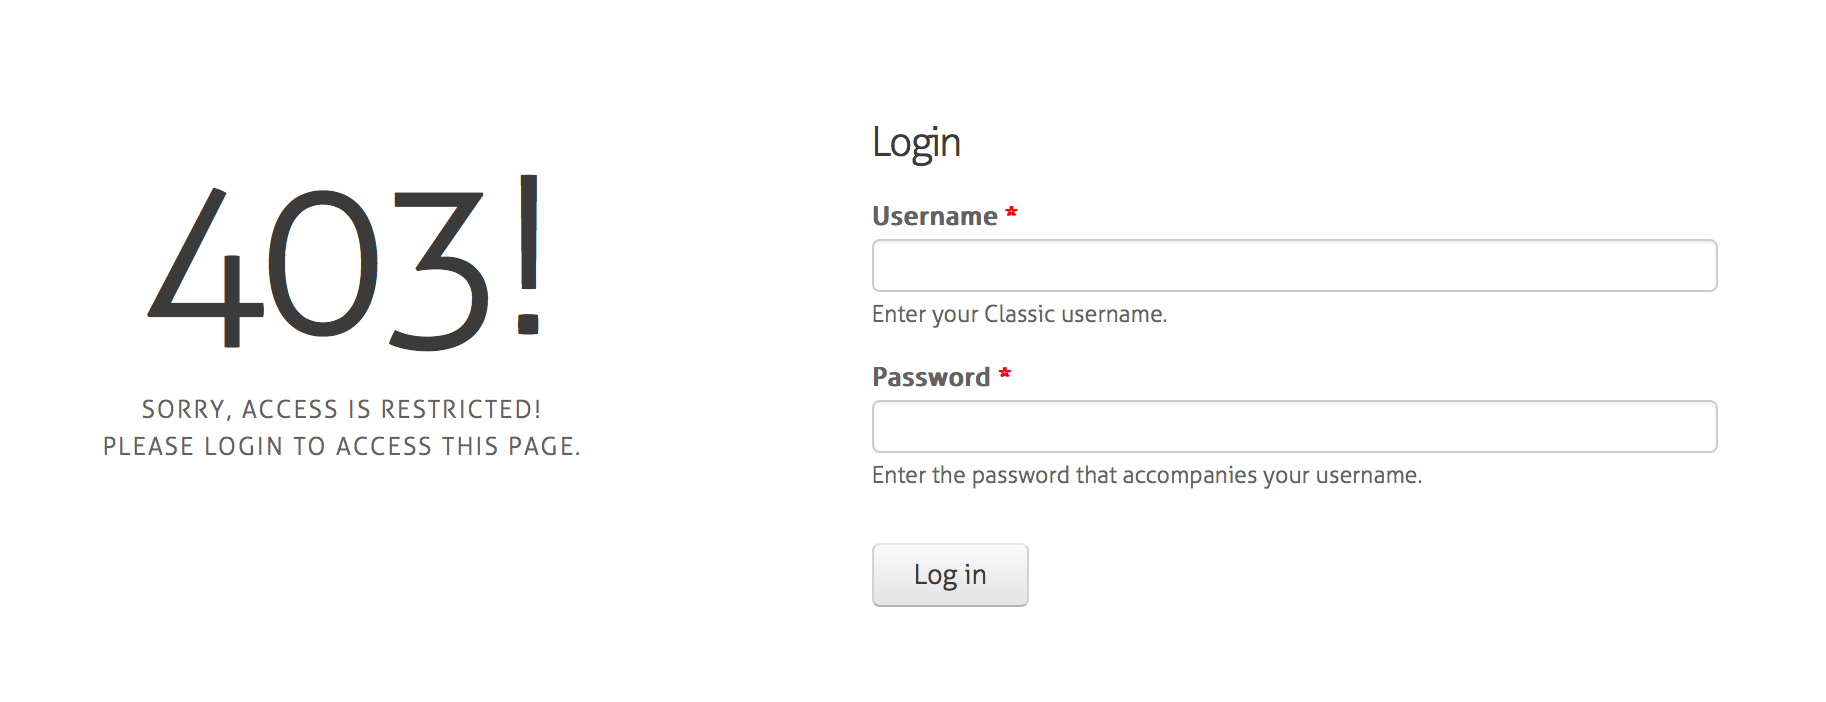 403!
SORRY, ACCESS IS RESTRICTED!
PLEASE LOGIN TO ACCESS THIS PAGE.
Login
Username *
Enter your Classic username.
Password *
Enter the password that accompanies your username.
Log in